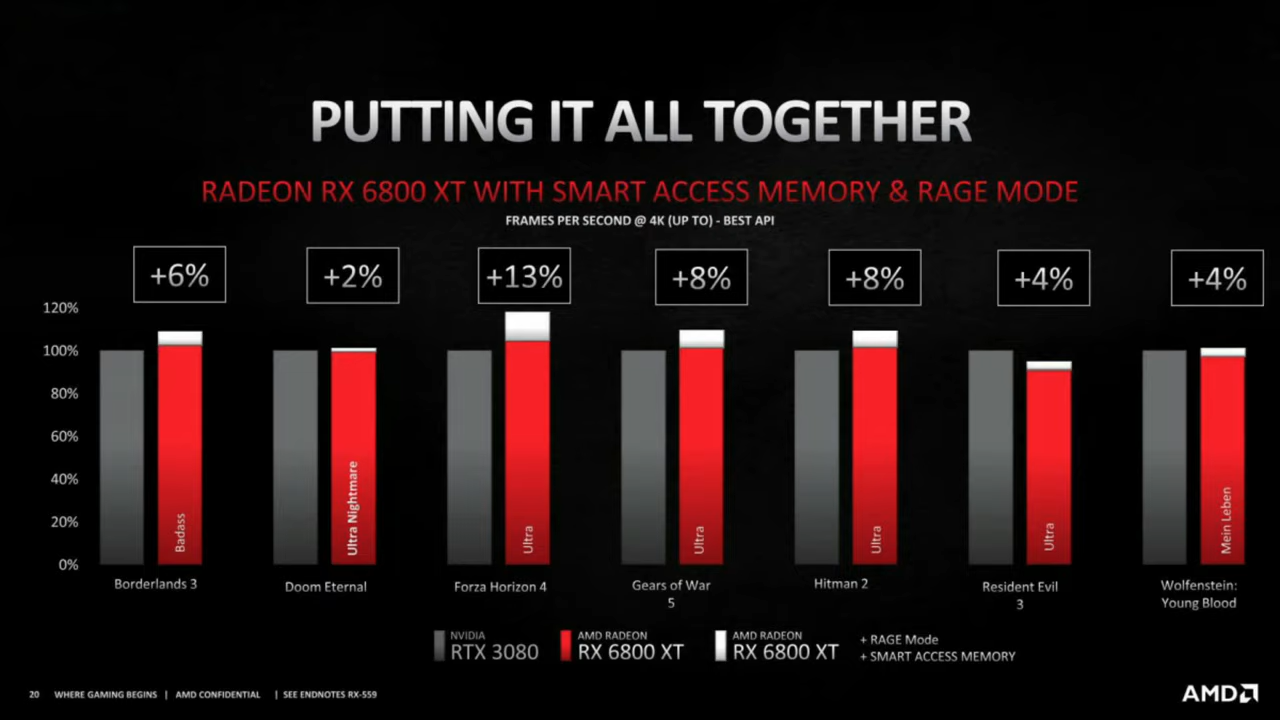 PUTTING IT ALL TOGETHER
RADEON RX 6800 XT WITH SMART ACCESS MEMORY & RAGE MODE
FRAMES PER SECOND @ 4K (UP TO) - BEST API
+6%
+2%
+13%
+8%
+8%
+4%
+4%
120%
100%
80%
60%
40%
20%
0%
Badass
Ultra Nightmare
Ultra
Ultra
Ultra
Ultra
Mein Leben
Borderlands 3
Doom Eternal
Forza Horizon 4
Gears of War
5
Hitman 2
Resident Evil
3
Wolfenstein:
Young Blood
NVIDIA
RTX 3080
AMD RADEON
RX 6800 XT
AMD RADEON
RX 6800 XT
+ RAGE Mode
+ SMART ACCESS MEMORY
20 WHERE GAMING BEGINS | AMD CONFIDENTIAL | SEE ENDNOTES RX-559
AMD